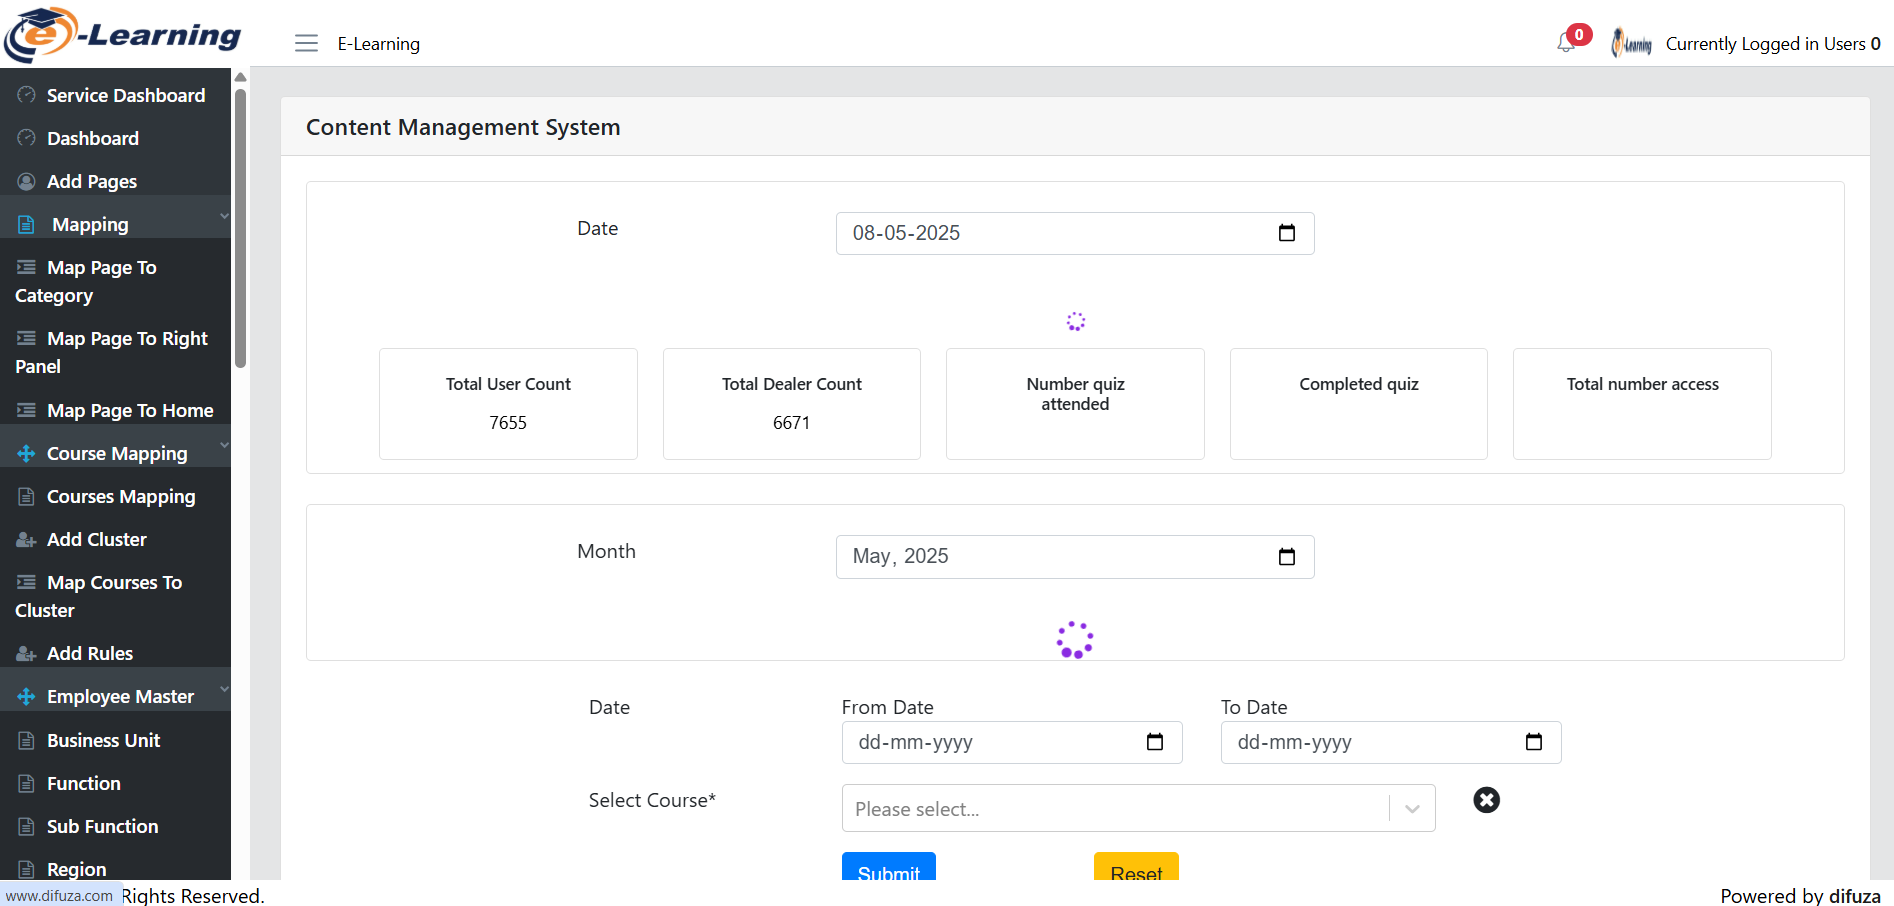 e-Learning
E-Learning
0
e-Learning
Currently Logged in Users 0
Service Dashboard
Dashboard
Add Pages
Mapping
Map Page To
Category
Map Page To Right
Panel
Map Page To Home
Course Mapping
Courses Mapping
Add Cluster
Map Courses To
Cluster
Add Rules
Employee Master
Business Unit
Function
Sub Function
Region
Content Management System
Date
08-05-2025
Total User Count
7655
Total Dealer Count
6671
Number quiz
attended
Completed quiz
Total number access
Month
May, 2025
Date
From Date
To Date
dd-mm-yyyy
dd-mm-yyyy
Select Course*
Please select...
Submit
Reset
www.difuza.com
Rights Reserved.
Powered by difuza